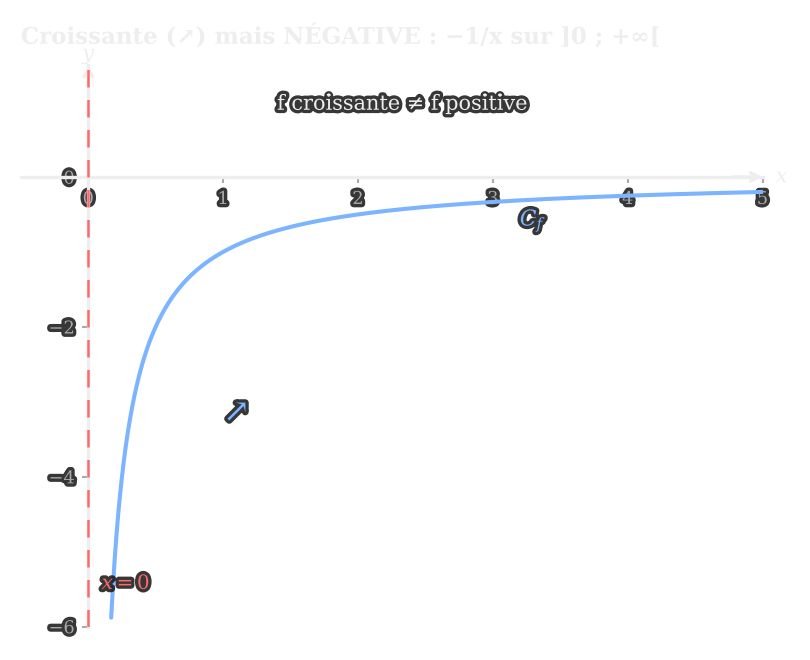 Croissante (↗) mais NÉGATIVE : −1/x sur ]0 ; +∞[
y
f croissante ≠ f positive
0
x
0 1 2 3 4 5
C_f
−2
↗
−4
x = 0
−6